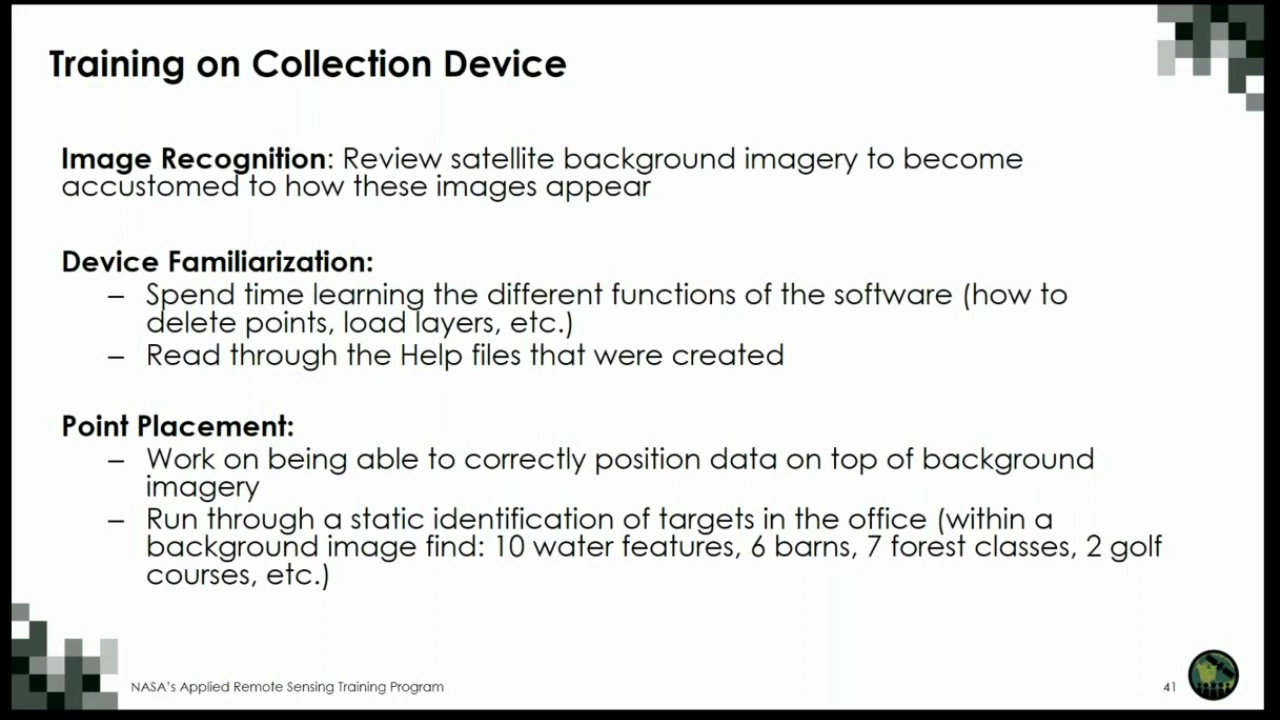 Training on Collection Device
Image Recognition: Review satellite background imagery to become
accustomed to how these images appear
Device Familiarization:
– Spend time learning the different functions of the software (how to
delete points, load layers, etc.)
– Read through the Help files that were created
Point Placement:
– Work on being able to correctly position data on top of background
imagery
– Run through a static identification of targets in the office (within a
background image find: 10 water features, 6 barns, 7 forest classes, 2 golf
courses, etc.)
NASA's Applied Remote Sensing Training Program
41